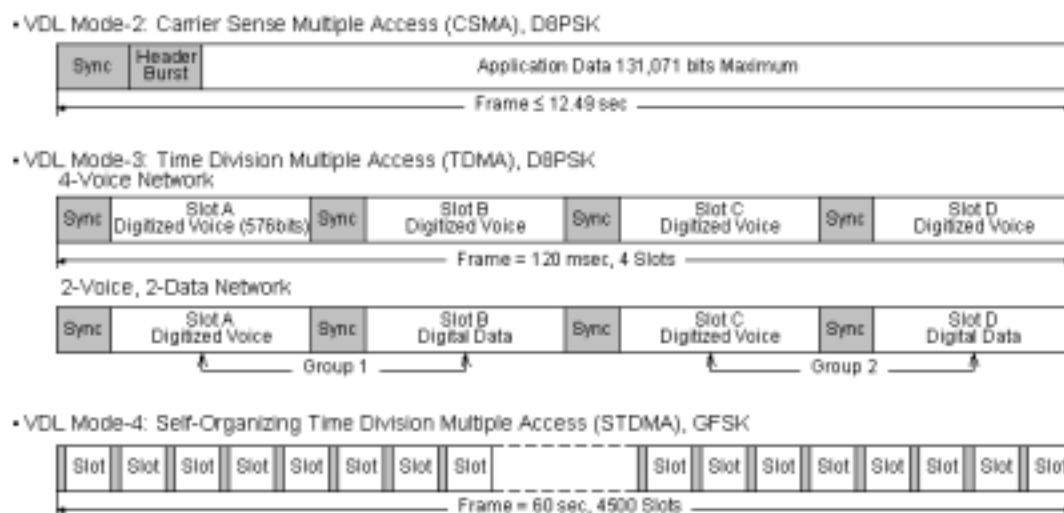 • VDL Mode-2: Carrier Sense Multiple Access (CSMA), D8PSK
Sync
Header
Burst
Application Data 131,071 bits Maximum
Frame ≤ 12.49 sec
• VDL Mode-3: Time Division Multiple Access (TDMA), D8PSK
4-Voice Network
Sync
Slot A
Digitized Voice (576bits)
Sync
Slot B
Digitized Voice
Sync
Slot C
Digitized Voice
Sync
Slot D
Digitized Voice
Frame = 120 msec, 4 Slots
2-Voice, 2-Data Network
Sync
Slot A
Digitized Voice
Sync
Slot B
Digital Data
Sync
Slot C
Digitized Voice
Sync
Slot D
Digital Data
Group 1
Group 2
• VDL Mode-4: Self-Organizing Time Division Multiple Access (STDMA), GFSK
Slot Slot Slot Slot Slot Slot Slot Slot Slot Slot Slot Slot Slot Slot Slot Slot
Frame = 60 sec, 4500 Slots